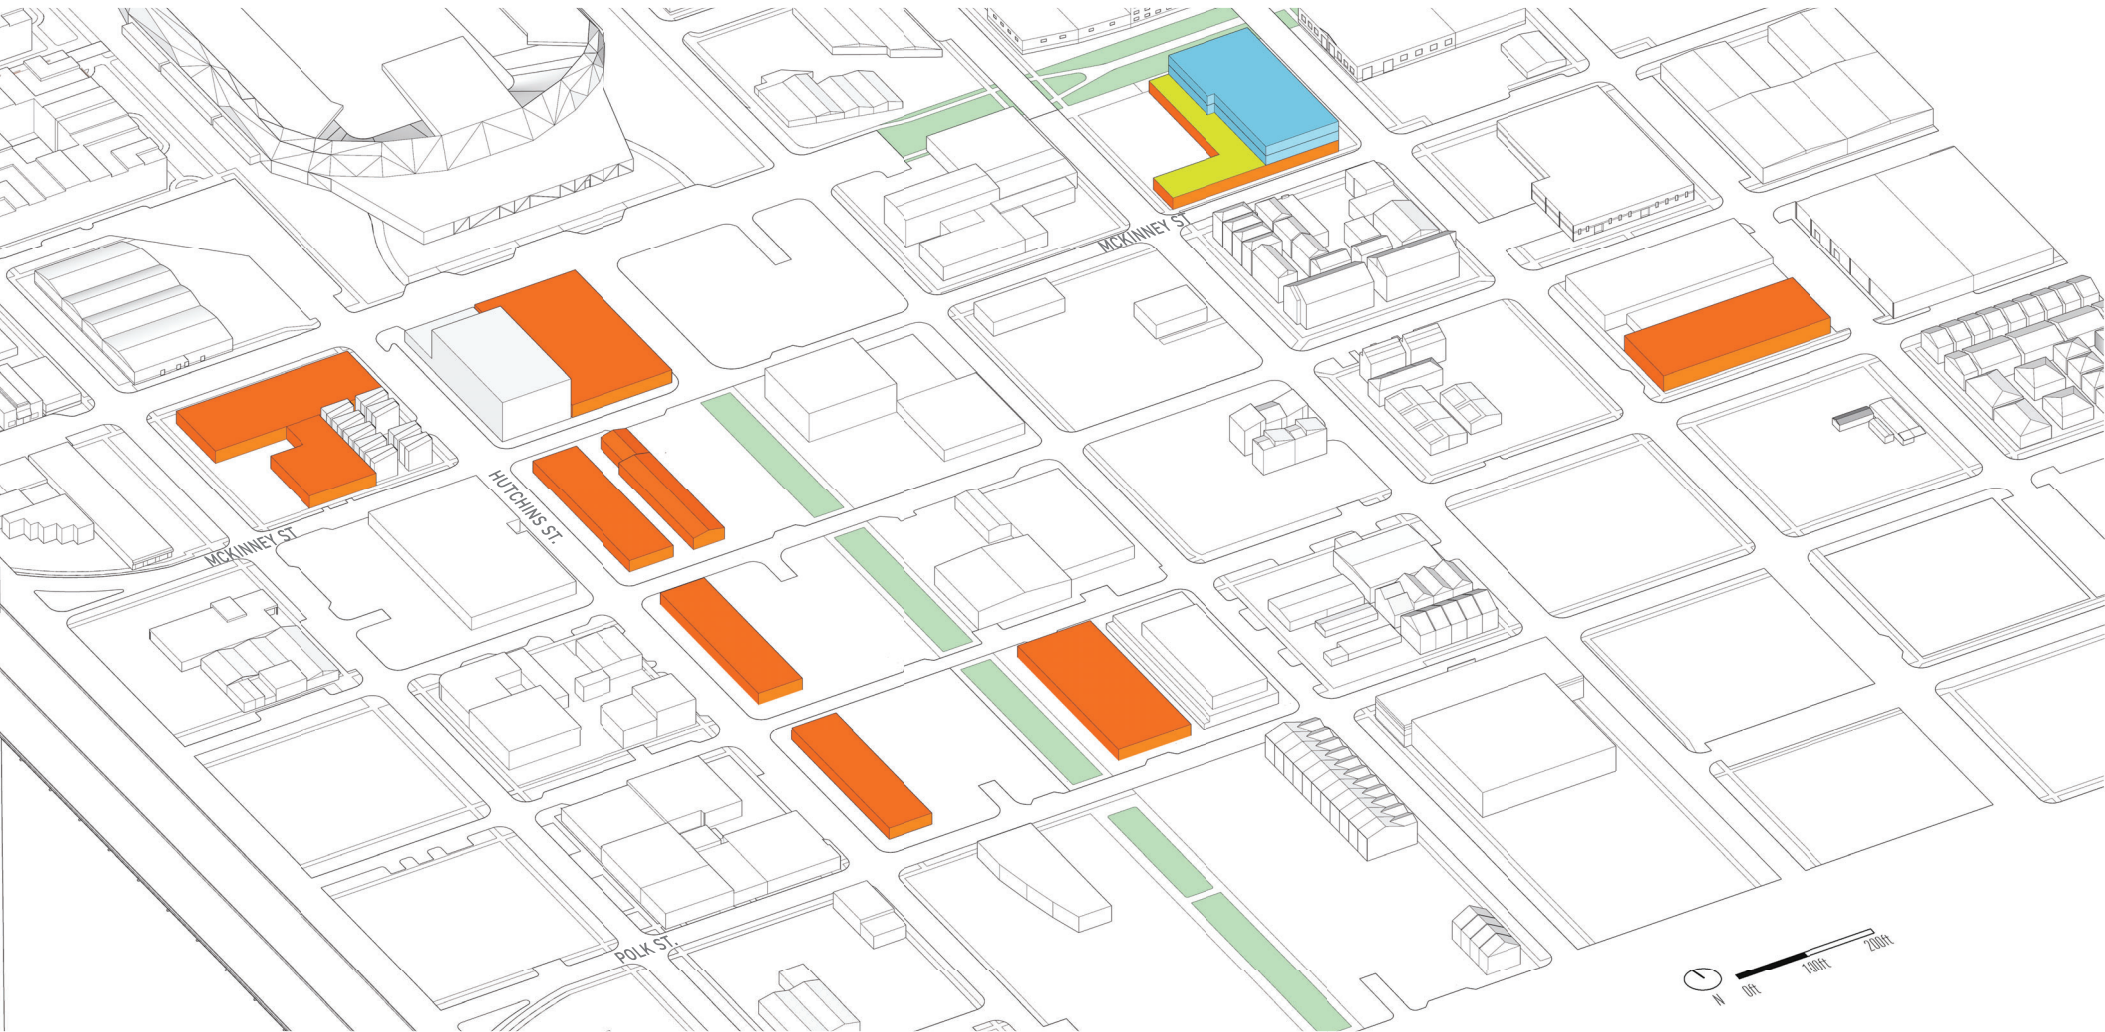 MCKINNEY ST
HUTCHINS ST.
MCKINNEY ST
POLK ST.
N
0ft
100ft
200ft